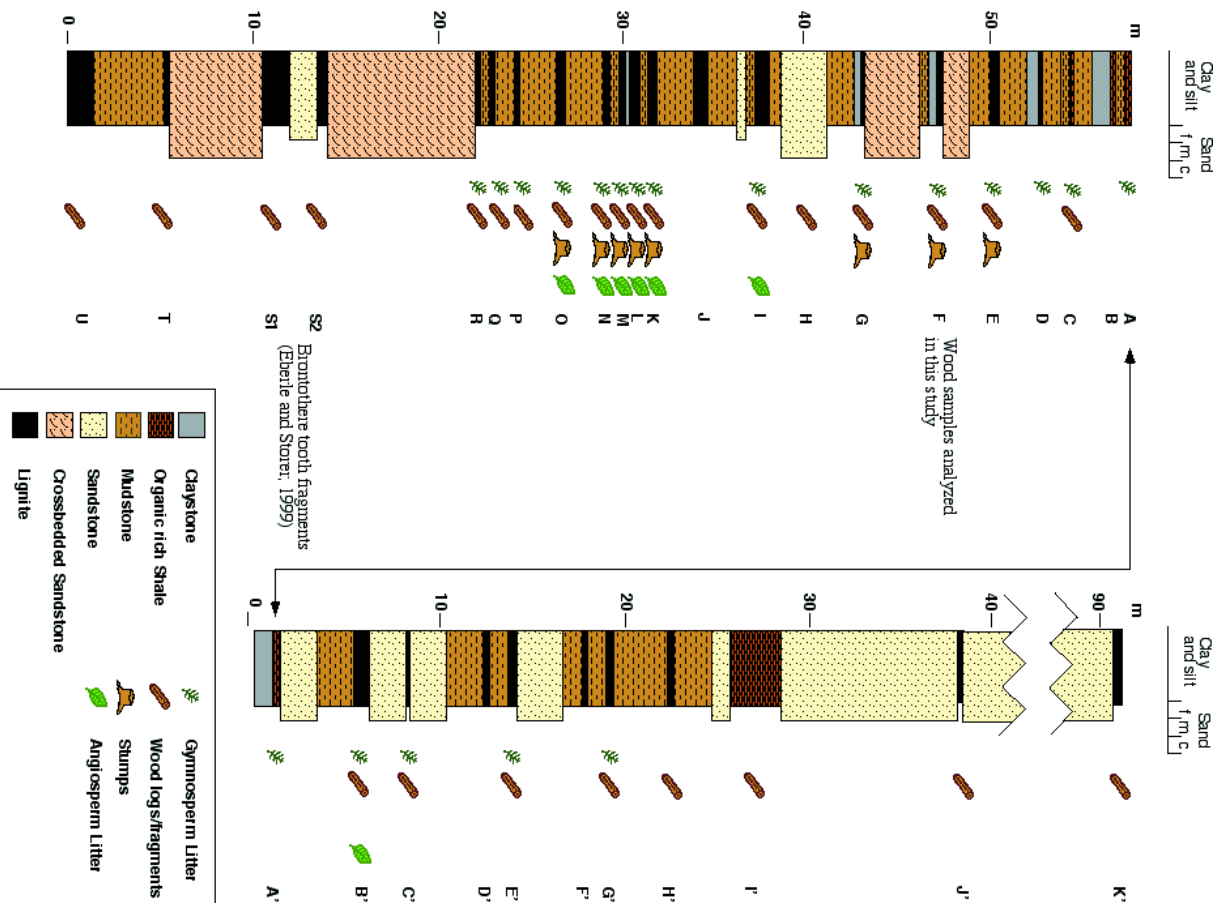 0
10
20
30
40
50
m
Clay
and silt
Sand
f m c
U
T
S1
S2
R
Q
P
O
N
M
L
K
J
I
H
G
F
E
D
C
B
A
Brontothere tooth fragments
(Eberle and Storer, 1999)
Wood samples analyzed
in this study
0
10
20
30
40
90
m
Clay
and silt
Sand
f m c
A'
B'
C'
D'
E'
F'
G'
H'
I'
J'
K'
Claystone
Organic rich Shale
Mudstone
Sandstone
Crossbedded Sandstone
Lignite
Gymnosperm Litter
Wood logs/fragments
Stumps
Angiosperm Litter